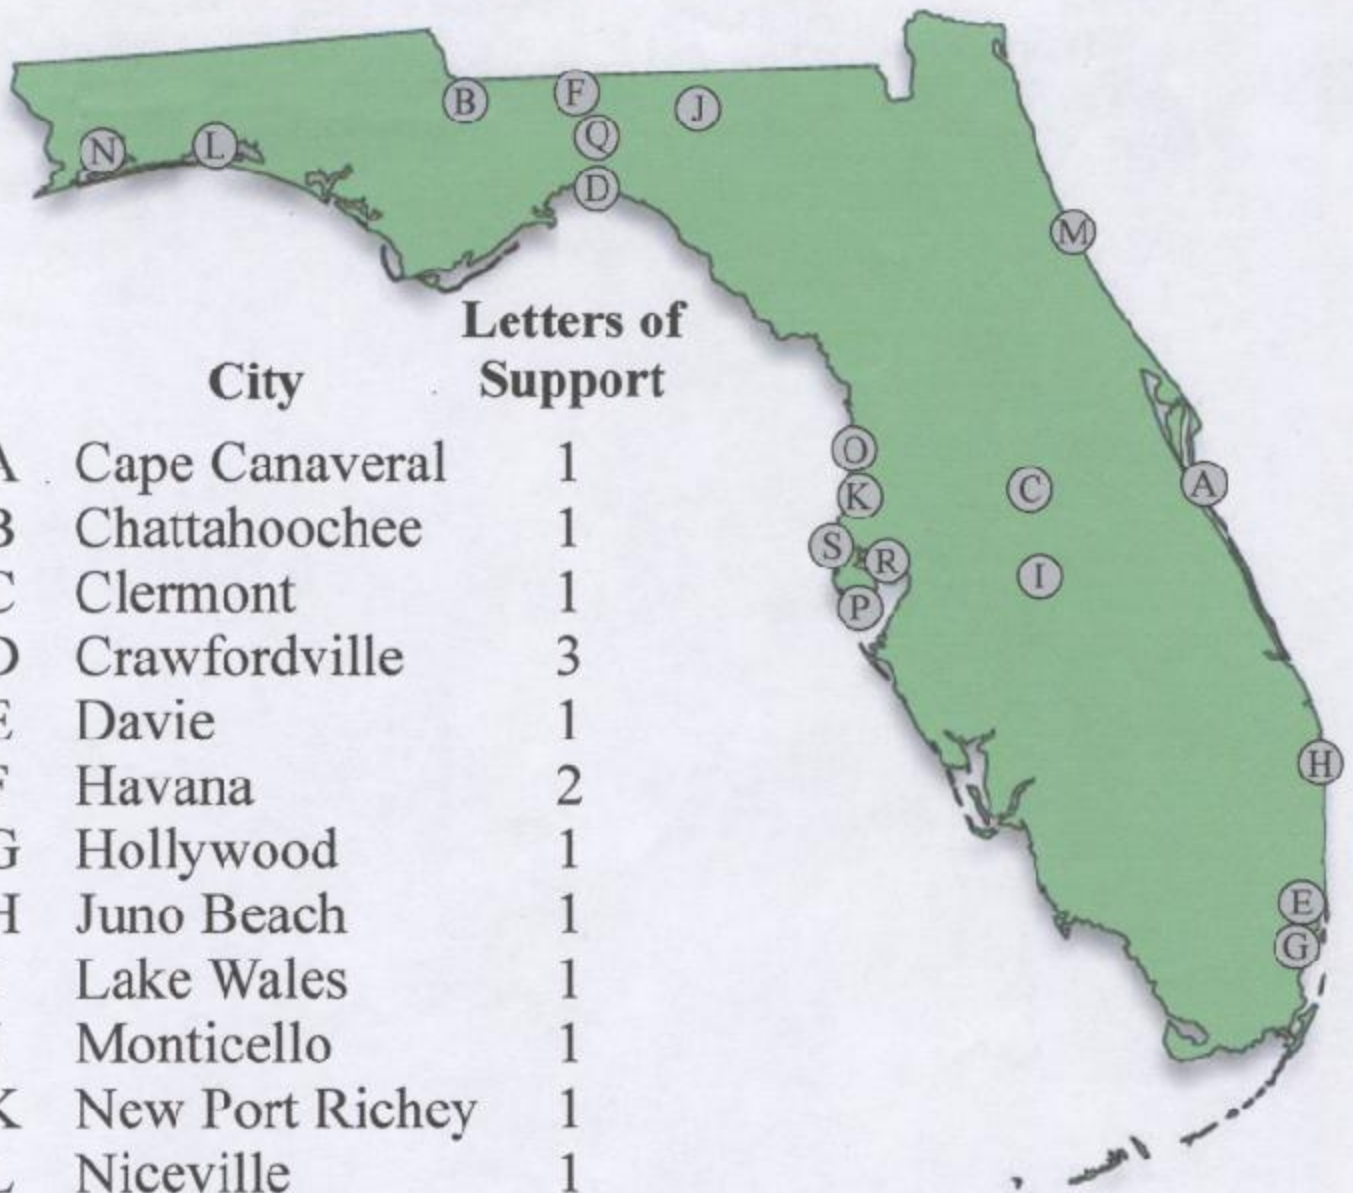 B
F
J
Q
N
L
D
M
Letters of
City Support
A Cape Canaveral 1
B Chattahoochee 1
C Clermont 1
D Crawfordville 3
E Davie 1
F Havana 2
G Hollywood 1
H Juno Beach 1
Lake Wales 1
Monticello 1
K New Port Richey 1
L Niceville 1
O
K
C
A
S
R
I
P
H
E
G